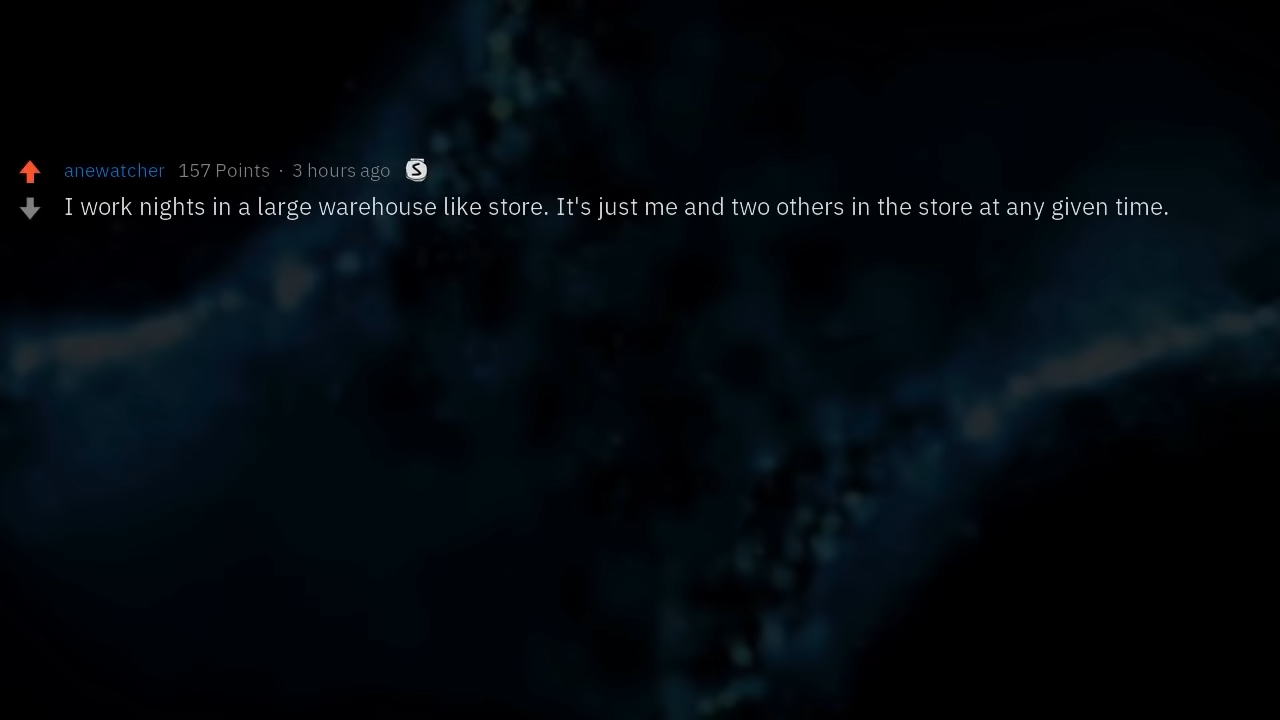 anewatcher 157 Points · 3 hours ago S
I work nights in a large warehouse like store. It's just me and two others in the store at any given time.